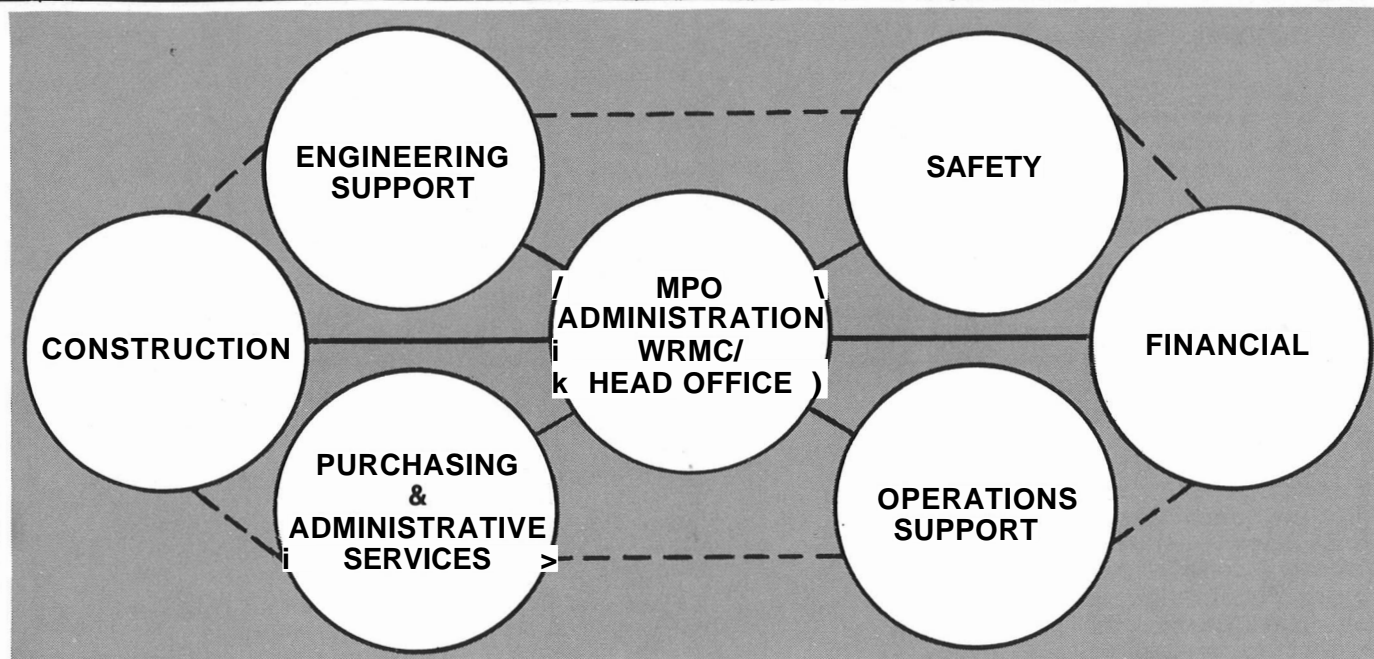 ENGINEERING
SUPPORT
SAFETY
/ MPO \
ADMINISTRATION
i WRMC/
k HEAD OFFICE )
CONSTRUCTION
FINANCIAL
PURCHASING
&
ADMINISTRATIVE
i SERVICES >
OPERATIONS
SUPPORT